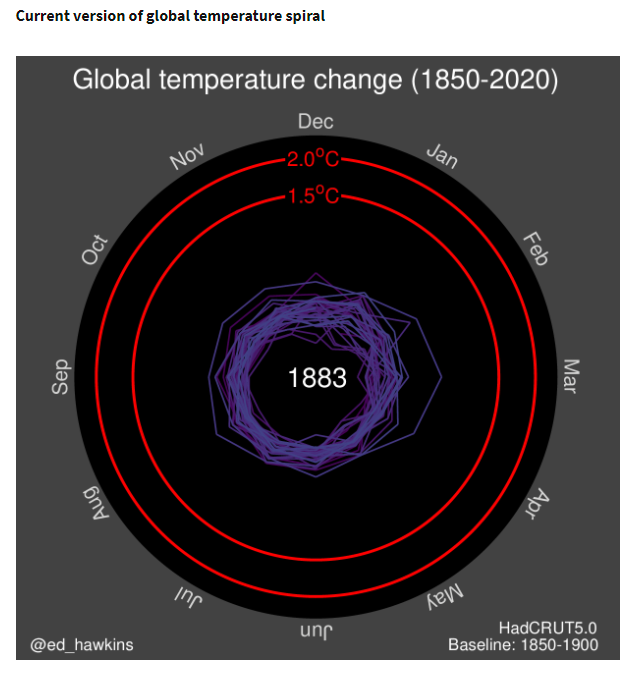 Current version of global temperature spiral
Global temperature change (1850-2020)
Dec
Nov
Jan
2.0°C
1.5°C
Oct
Feb
Sep
1883
Mar
Aug
Apr
Jul
May
Jun
HadCRUT5.0
@ed_hawkins
Baseline: 1850-1900